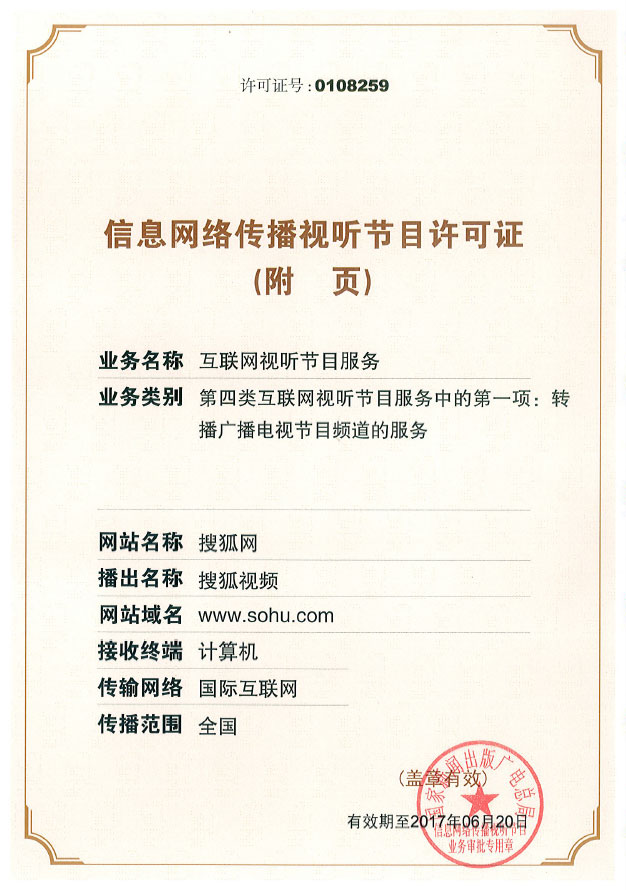 许可证号:0108259
信息网络传播视听节目许可证
(附 页)
业务名称 互联网视听节目服务
业务类别 第四类互联网视听节目服务中的第一项：转
播广播电视节目频道的服务
网站名称 搜狐网
播出名称 搜狐视频
网站域名 www.sohu.com
接收终端 计算机
传输网络 国际互联网
传播范围 全国
(盖章有效)
国家新闻出版广电总局
有效期至2017年06月20日
信息网络传播视听节目
业务审批专用章